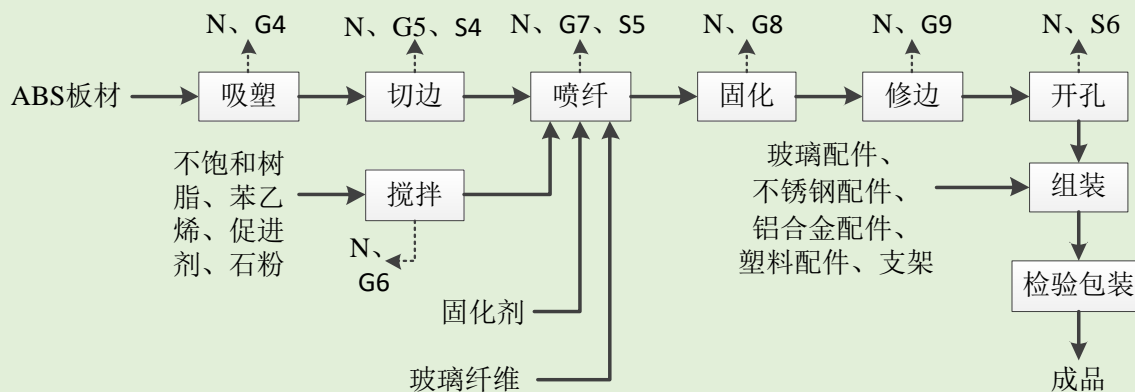 N、G4
N、G5、S4
N、G7、S5
N、G8
N、G9
N、S6
ABS板材
吸塑
切边
喷纤
固化
修边
开孔
不饱和树
脂、苯乙
烯、促进
剂、石粉
搅拌
N、
G6
玻璃配件、
不锈钢配件、
铝合金配件、
塑料配件、支架
组装
固化剂
检验包装
玻璃纤维
成品